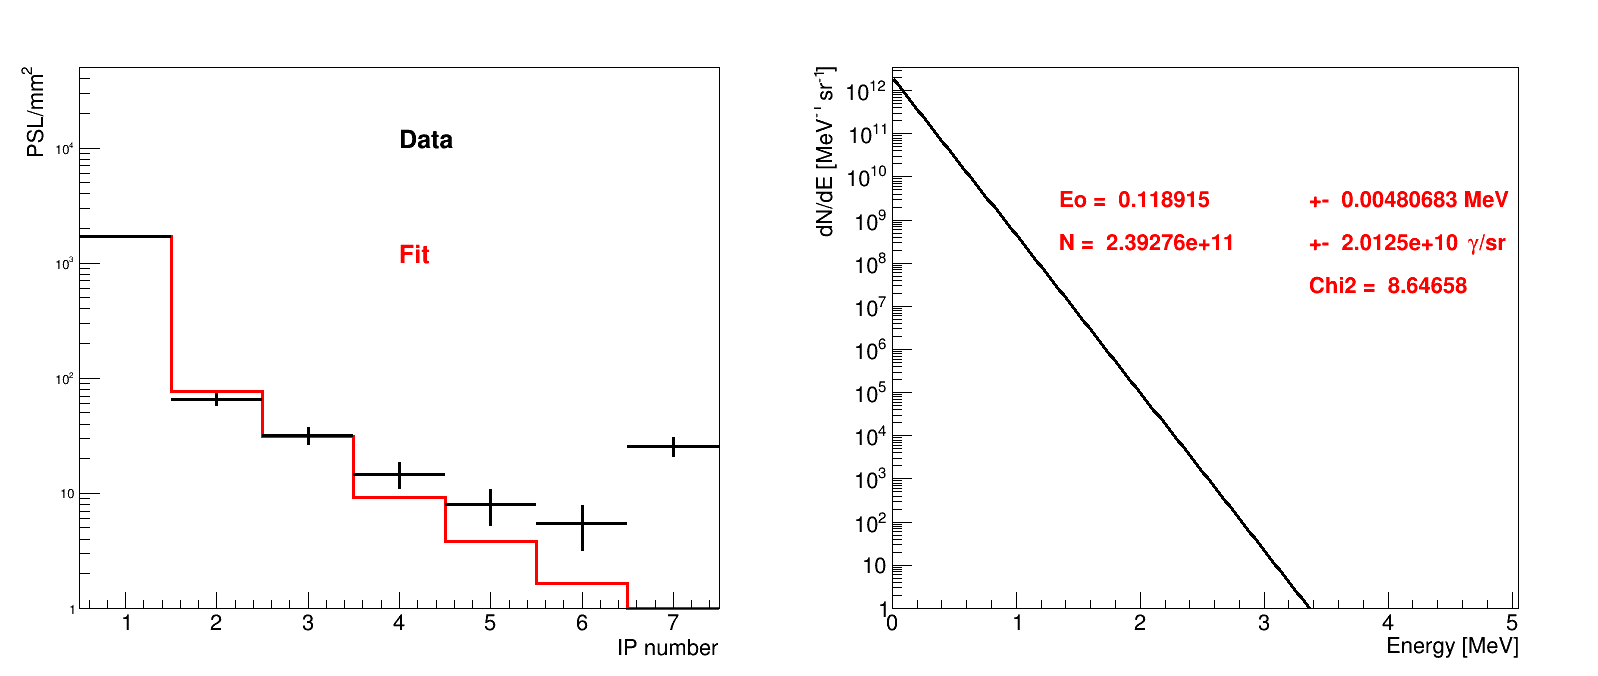 PSL/mm²
10⁴
10³
10²
10
1
Data
Fit
1 2 3 4 5 6 7
IP number
dN/dE [MeV⁻¹ sr⁻¹]
10¹²
10¹¹
10¹⁰
10⁹
10⁸
10⁷
10⁶
10⁵
10⁴
10³
10²
10
1
Eo = 0.118915 +- 0.00480683 MeV
N = 2.39276e+11 +- 2.0125e+10 γ/sr
Chi2 = 8.64658
0 1 2 3 4 5
Energy [MeV]